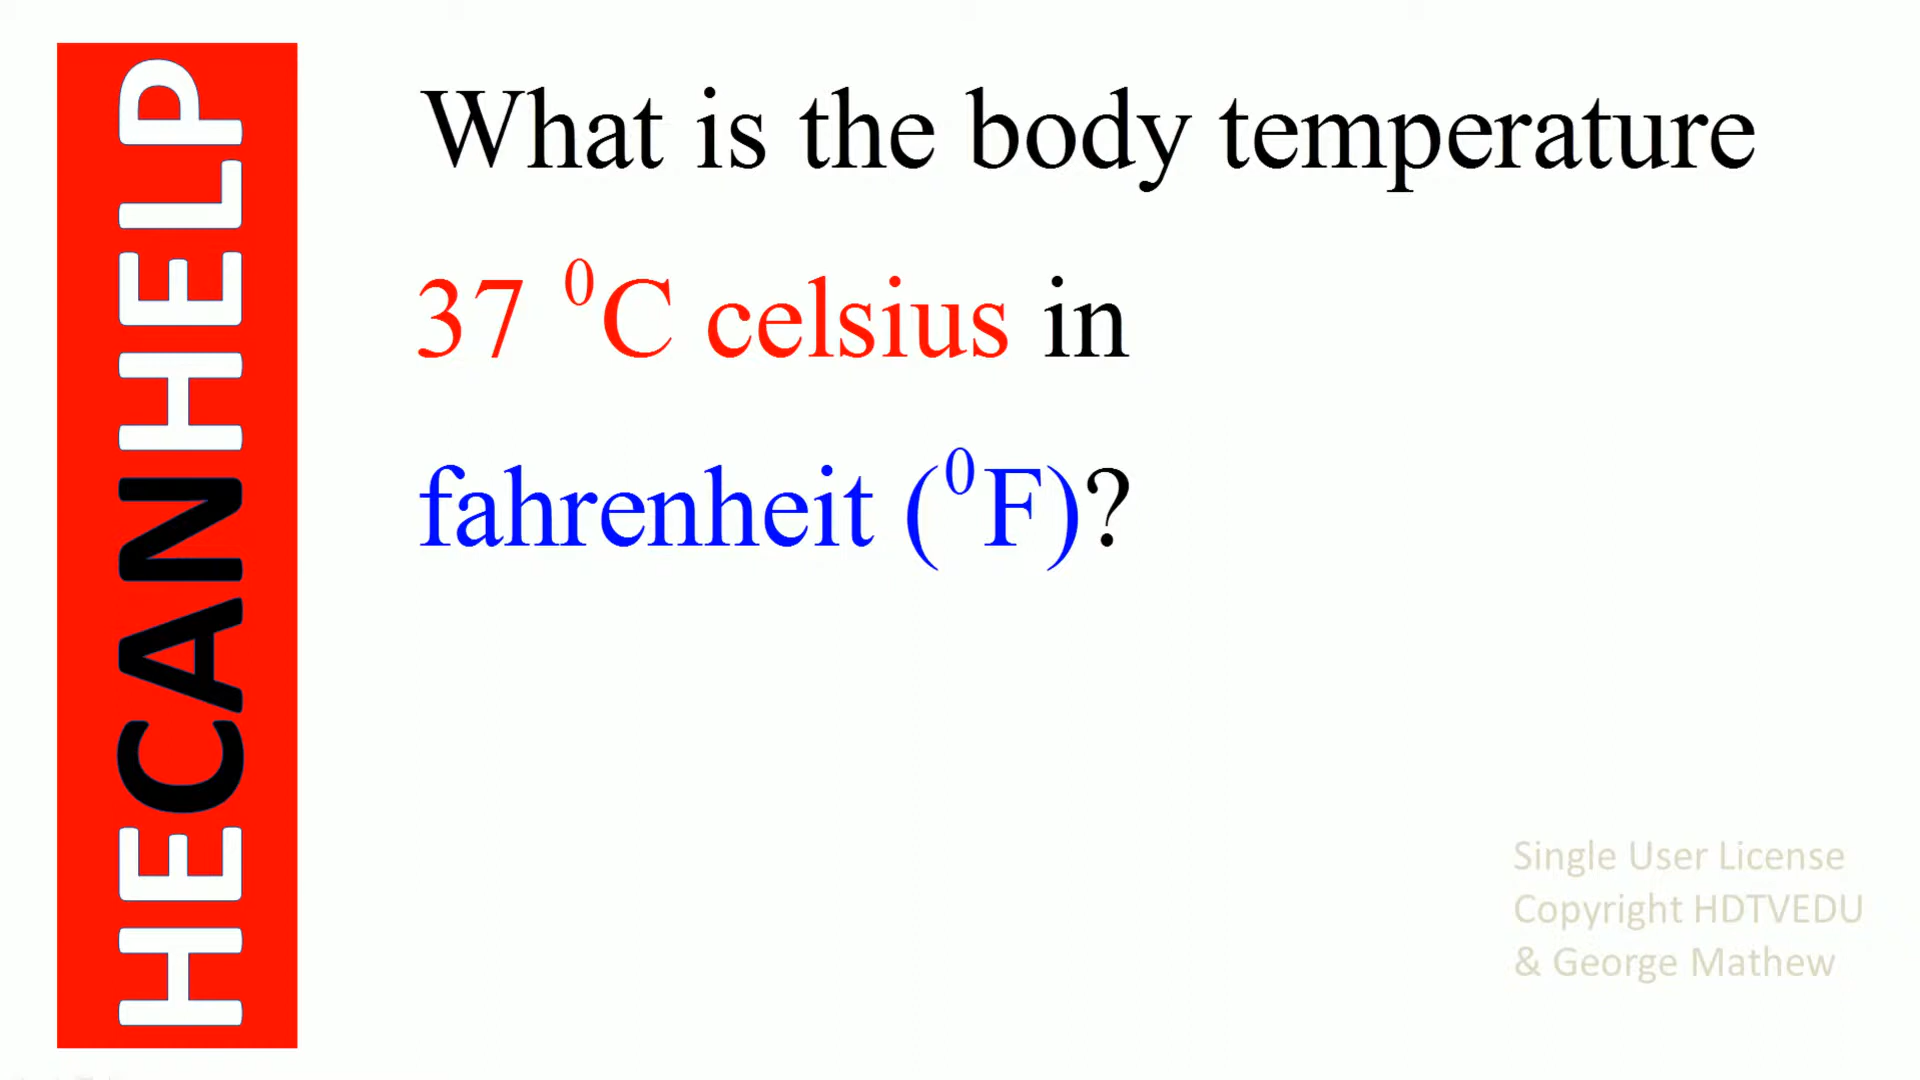 HECANHELP
What is the body temperature
37 ⁰C celsius in
fahrenheit (⁰F)?
Single User License
Copyright HDTVEDU
& George Mathew